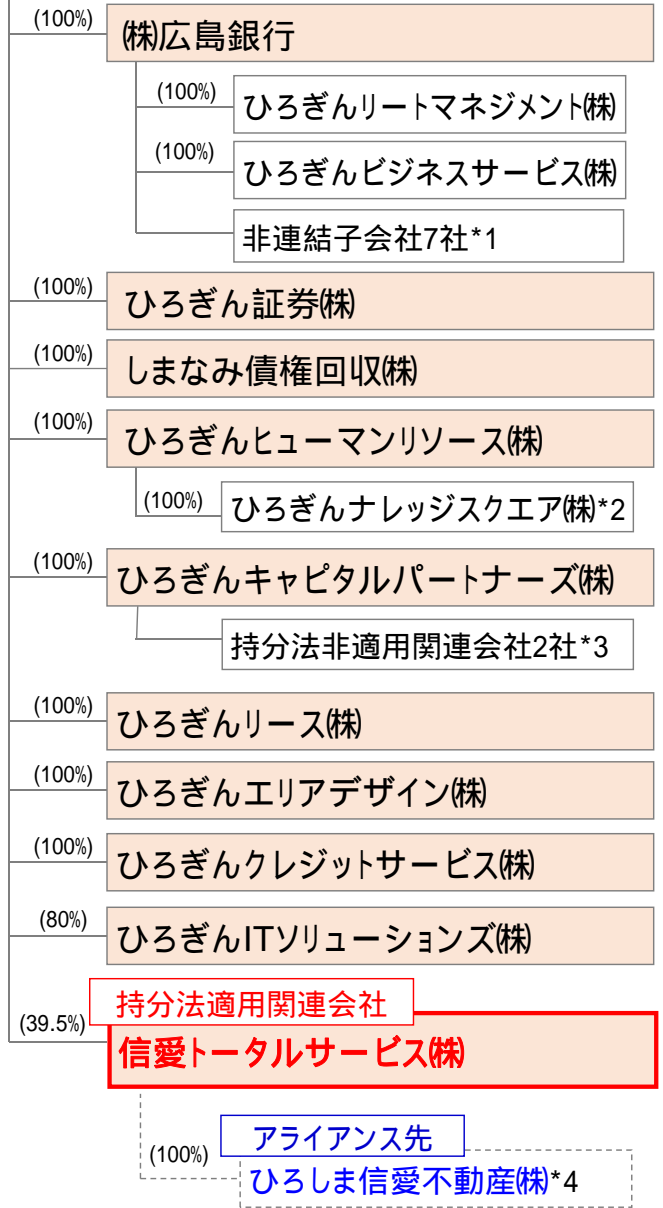 (100%)
㈱広島銀行
(100%)
ひろぎんリートマネジメント㈱
(100%)
ひろぎんビジネスサービス㈱
非連結子会社7社*1
(100%)
ひろぎん証券㈱
(100%)
しまなみ債権回収㈱
(100%)
ひろぎんヒューマンリソース㈱
(100%)
ひろぎんナレッジスクエア㈱*2
(100%)
ひろぎんキャピタルパートナーズ㈱
持分法非適用関連会社2社*3
(100%)
ひろぎんリース㈱
(100%)
ひろぎんエリアデザイン㈱
(100%)
ひろぎんクレジットサービス㈱
(80%)
ひろぎんITソリューションズ㈱
持分法適用関連会社
(39.5%)
信愛トータルサービス㈱
アライアンス先
(100%)
ひろしま信愛不動産㈱*4